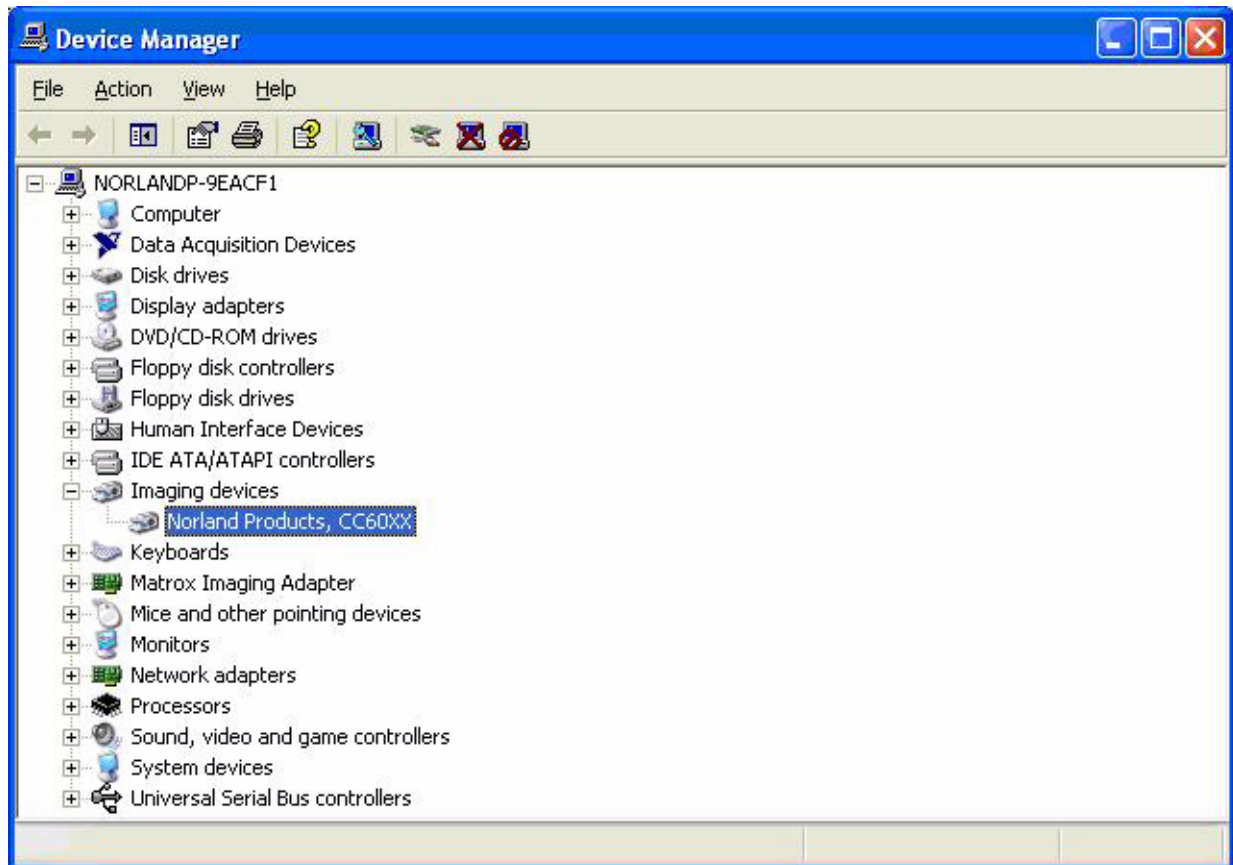 Device Manager
File Action View Help
NORLANDP-9EACF1
Computer
Data Acquisition Devices
Disk drives
Display adapters
DVD/CD-ROM drives
Floppy disk controllers
Floppy disk drives
Human Interface Devices
IDE ATA/ATAPI controllers
Imaging devices
Norland Products, CC60XX
Keyboards
Matrox Imaging Adapter
Mice and other pointing devices
Monitors
Network adapters
Processors
Sound, video and game controllers
System devices
Universal Serial Bus controllers